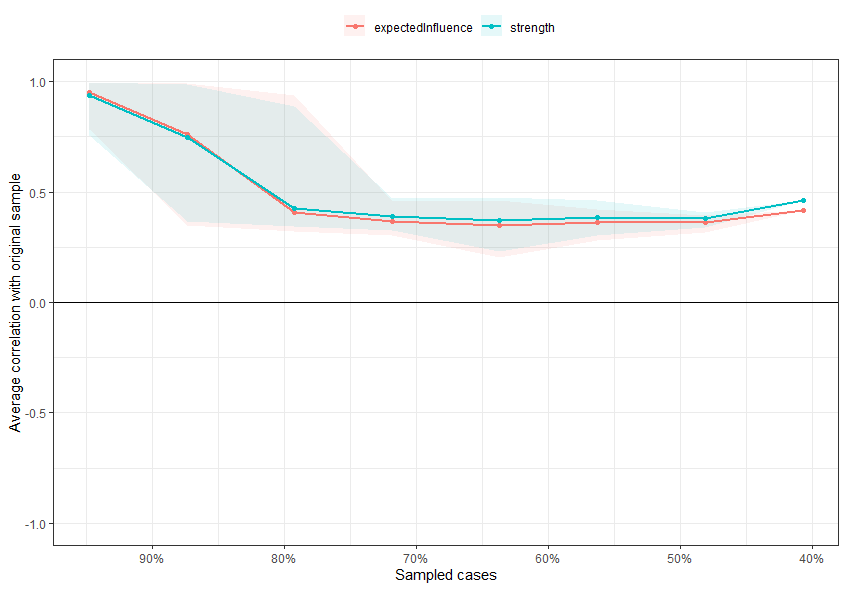 expectedInfluence strength
1.0
0.5
0.0
-0.5
-1.0
Average correlation with original sample
90% 80% 70% 60% 50% 40%
Sampled cases